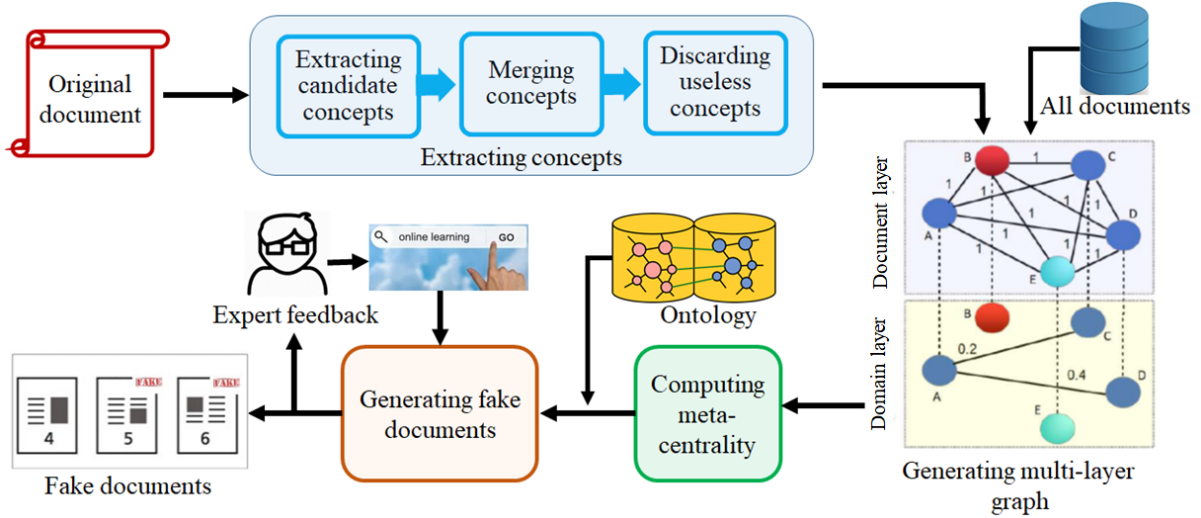 Original
document
Extracting
candidate
concepts
Merging
concepts
Discarding
useless
concepts
Extracting concepts
All documents
Document layer
B
1
C
1
1
1
1
1
A
1
D
1
1
1
E
Domain layer
B
C
0.2
0.4
A
D
E
Generating multi-layer
graph
online learning
GO
Expert feedback
Ontology
Generating fake
documents
Computing
meta-
centrality
4
FAKE
5
FAKE
6
Fake documents